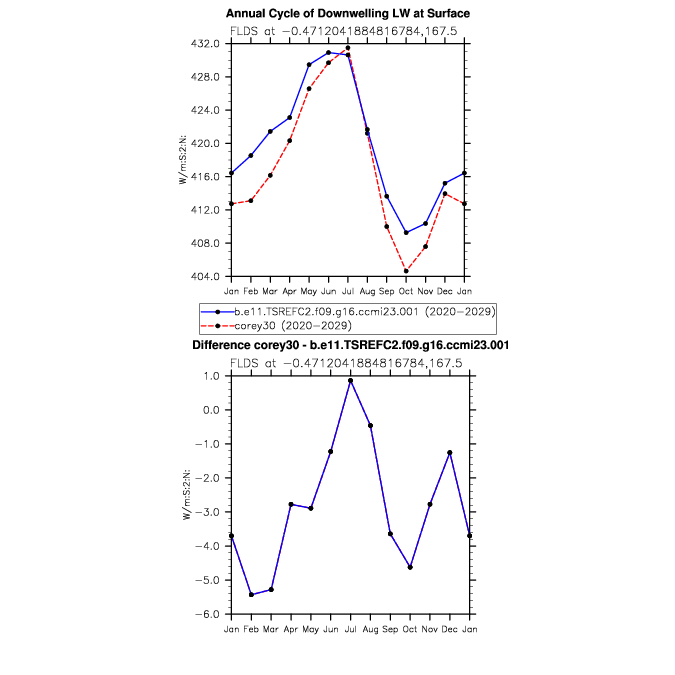 Annual Cycle of Downwelling LW at Surface
FLDS at −0.4712041884816784,167.5
432.0
428.0
424.0
420.0
416.0
412.0
408.0
404.0
W/m:S:2:N:
Jan Feb Mar Apr May Jun Jul Aug Sep Oct Nov Dec Jan
b.e11.TSREFC2.f09.g16.ccmi23.001 (2020−2029)
corey30 (2020−2029)
Difference corey30 - b.e11.TSREFC2.f09.g16.ccmi23.001
FLDS at −0.4712041884816784,167.5
1.0
0.0
−1.0
−2.0
−3.0
−4.0
−5.0
−6.0
W/m:S:2:N:
Jan Feb Mar Apr May Jun Jul Aug Sep Oct Nov Dec Jan